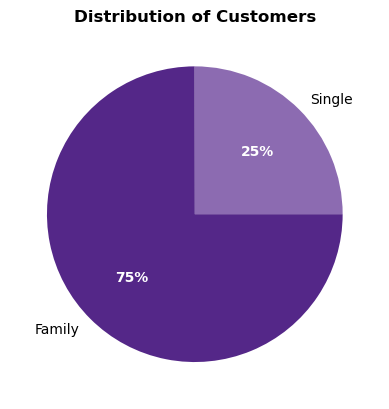 Distribution of Customers
Single
25%
75%
Family